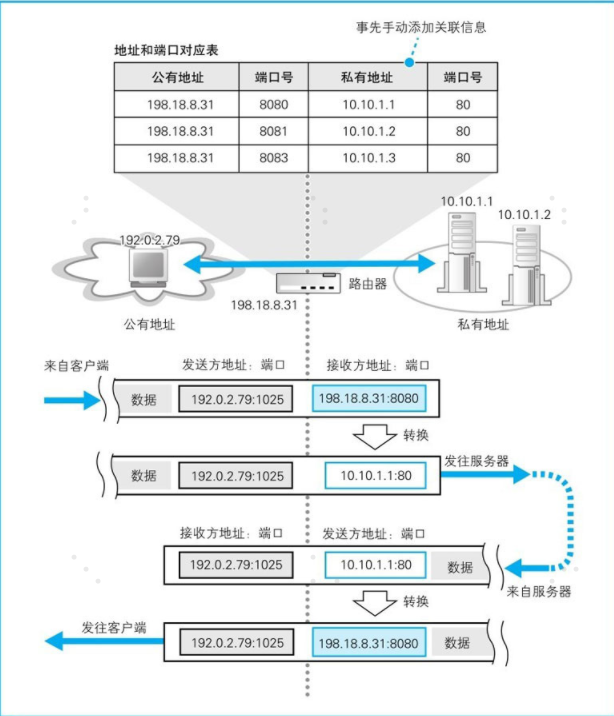 事先手动添加关联信息
地址和端口对应表
公有地址 端口号 私有地址 端口号
198.18.8.31 8080 10.10.1.1 80
198.18.8.31 8081 10.10.1.2 80
198.18.8.31 8083 10.10.1.3 80
10.10.1.1
10.10.1.2
192.0.2.79
路由器
198.18.8.31
公有地址
私有地址
来自客户端
发送方地址：端口 接收方地址：端口
数据 192.0.2.79:1025 198.18.8.31:8080
转换
发往服务器
数据 192.0.2.79:1025 10.10.1.1:80
接收方地址：端口 发送方地址：端口
192.0.2.79:1025 10.10.1.1:80 数据
来自服务器
转换
发往客户端
192.0.2.79:1025 198.18.8.31:8080 数据